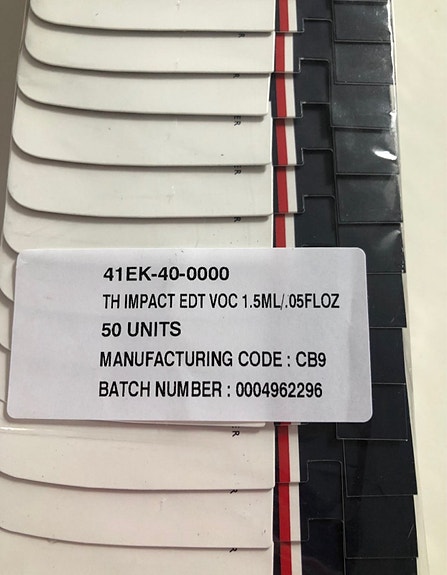 41EK-40-0000
TH IMPACT EDT VOC 1.5ML/.05FLOZ
50 UNITS
MANUFACTURING CODE : CB9
BATCH NUMBER : 0004962296